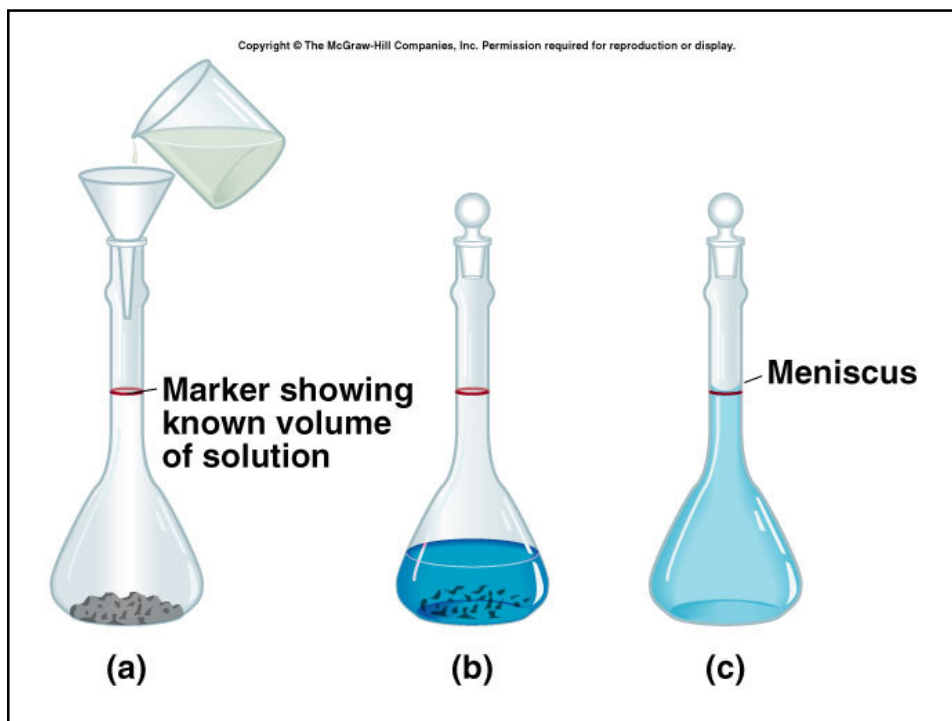 Copyright © The McGraw-Hill Companies, Inc. Permission required for reproduction or display.
Marker showing
known volume
of solution
Meniscus
(a)
(b)
(c)